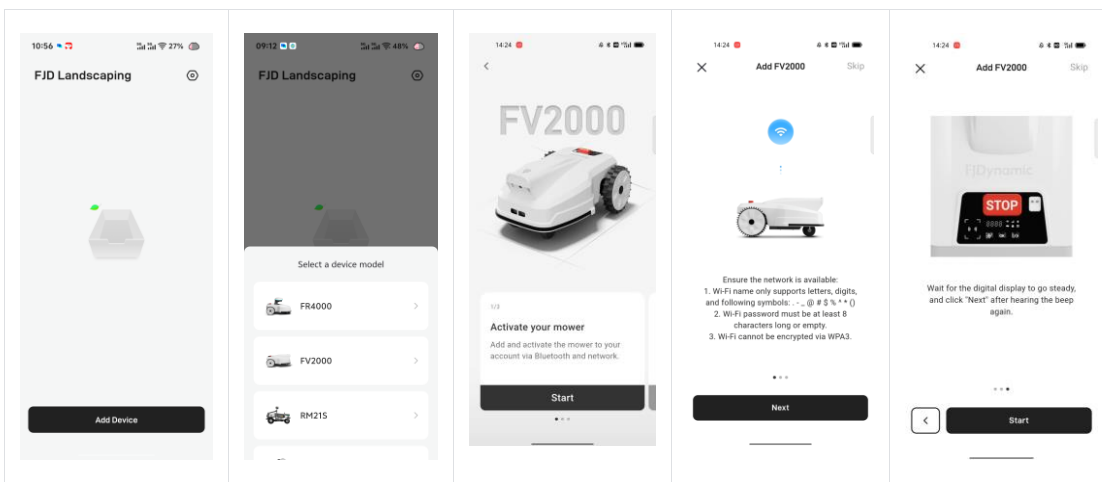 10:56
27%
FJD Landscaping
Add Device
09:12
48%
FJD Landscaping
Select a device model
FR4000
FV2000
RM21S
14:24
FV2000
1/3
Activate your mower
Add and activate the mower to your
account via Bluetooth and network.
Start
14:24
Add FV2000
Skip
Ensure the network is available:
1. Wi-Fi name only supports letters, digits,
and following symbols: . - _ @ # $ % ^ * ()
2. Wi-Fi password must be at least 8
characters long or empty.
3. Wi-Fi cannot be encrypted via WPA3.
Next
14:24
Add FV2000
Skip
FJDynamic
STOP
Wait for the digital display to go steady,
and click "Next" after hearing the beep
again.
Start